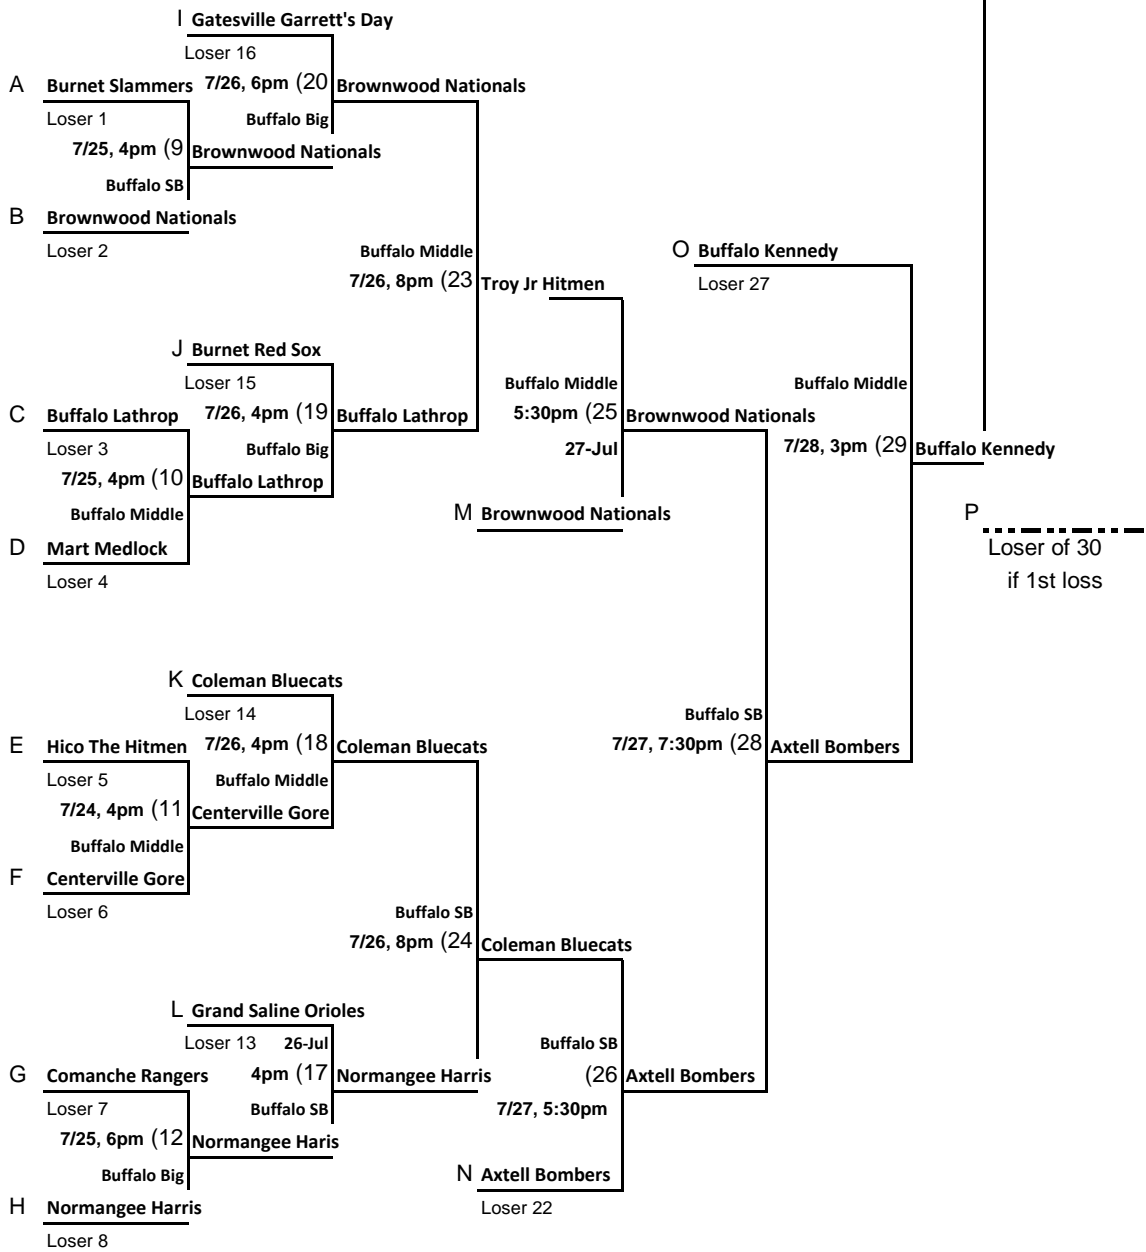 I Gatesville Garrett's Day
Loser 16
A Burnet Slammers 7/26, 6pm (20 Brownwood Nationals
Loser 1 Buffalo Big
7/25, 4pm (9 Brownwood Nationals
Buffalo SB
B Brownwood Nationals
Loser 2 Buffalo Middle O Buffalo Kennedy
7/26, 8pm (23 Troy Jr Hitmen Loser 27
J Burnet Red Sox
Loser 15 Buffalo Middle Buffalo Middle
C Buffalo Lathrop 7/26, 4pm (19 Buffalo Lathrop 5:30pm (25 Brownwood Nationals
Loser 3 Buffalo Big 27-Jul 7/28, 3pm (29 Buffalo Kennedy
7/25, 4pm (10 Buffalo Lathrop
Buffalo Middle M Brownwood Nationals P
D Mart Medlock Loser of 30
Loser 4 if 1st loss
K Coleman Bluecats
Loser 14 Buffalo SB
E Hico The Hitmen 7/26, 4pm (18 Coleman Bluecats 7/27, 7:30pm (28 Axtell Bombers
Loser 5 Buffalo Middle
7/24, 4pm (11 Centerville Gore
Buffalo Middle
F Centerville Gore
Loser 6 Buffalo SB
7/26, 8pm (24 Coleman Bluecats
L Grand Saline Orioles
Loser 13 26-Jul Buffalo SB
G Comanche Rangers 4pm (17 Normangee Harris (26 Axtell Bombers
Loser 7 Buffalo SB 7/27, 5:30pm
7/25, 6pm (12 Normangee Haris
Buffalo Big N Axtell Bombers
H Normangee Harris Loser 22
Loser 8